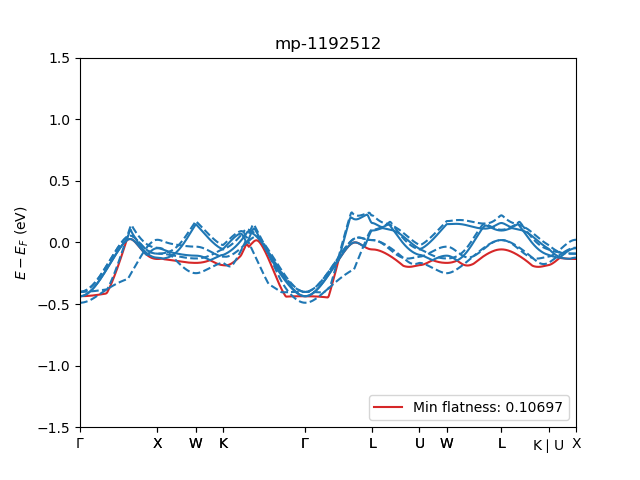 mp-1192512
1.5
1.0
0.5
0.0
−0.5
−1.0
−1.5
E − E_F (eV)
Min flatness: 0.10697
Γ X W K Γ L U W L K | U X